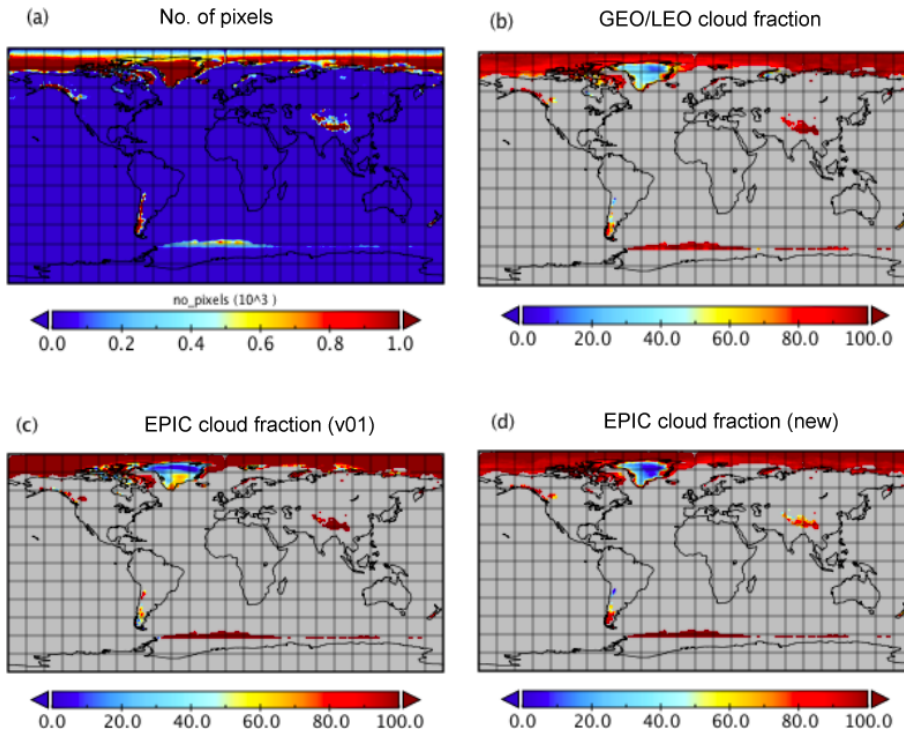 (a) No. of pixels
(b) GEO/LEO cloud fraction
no_pixels (10^3 )
0.0 0.2 0.4 0.6 0.8 1.0
0.0 20.0 40.0 60.0 80.0 100.0
(c) EPIC cloud fraction (v01)
(d) EPIC cloud fraction (new)
0.0 20.0 40.0 60.0 80.0 100.0
0.0 20.0 40.0 60.0 80.0 100.0